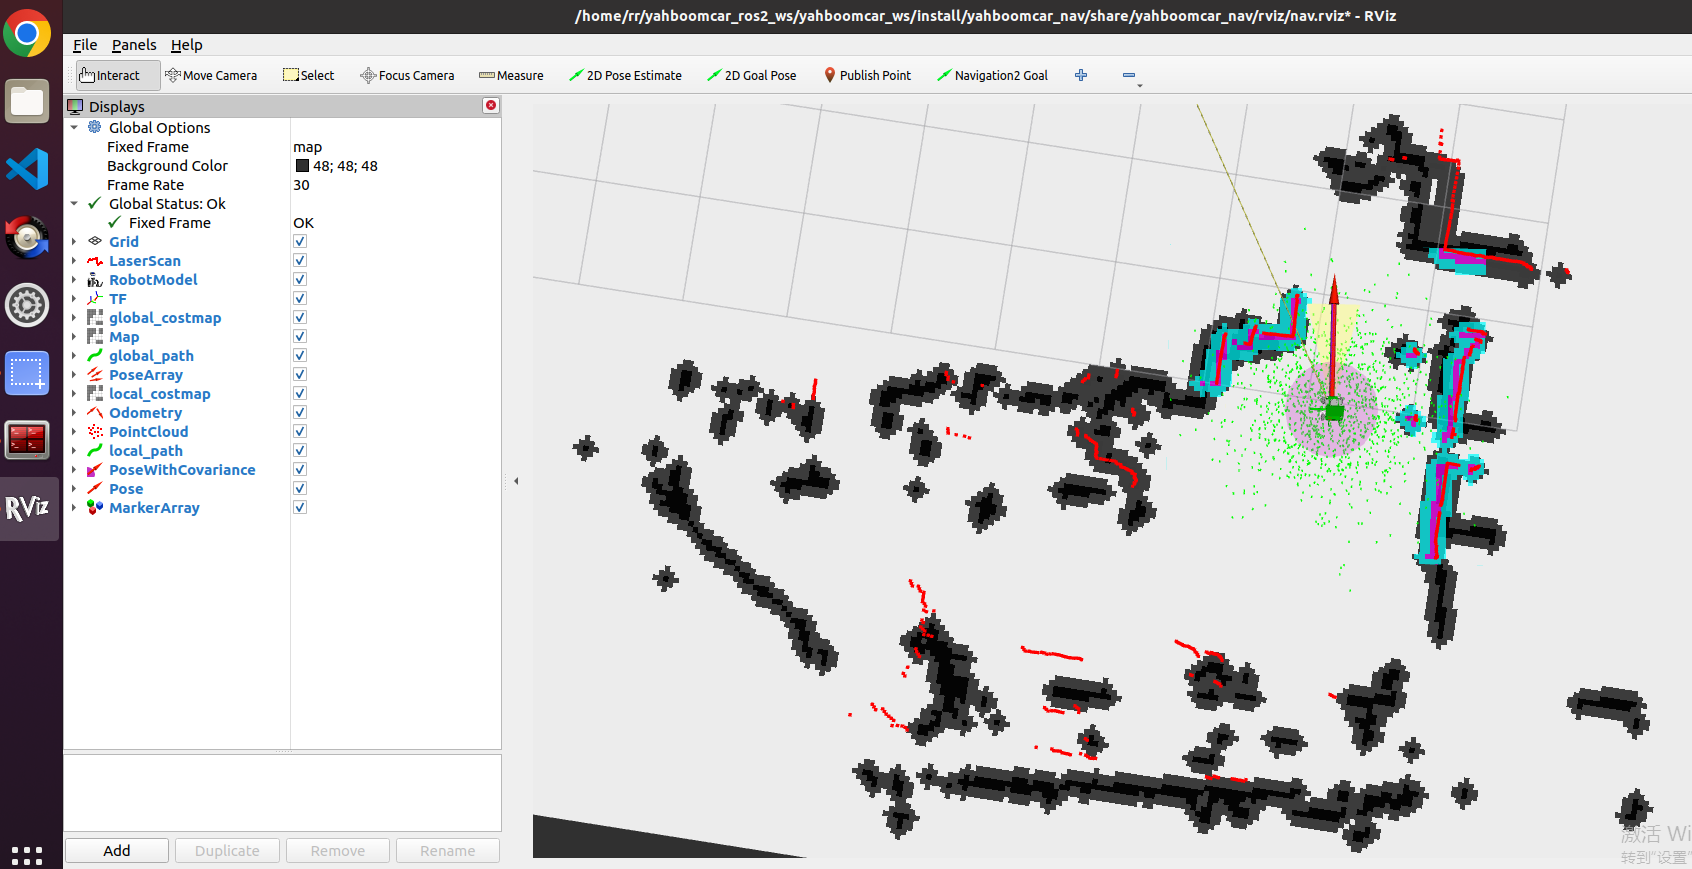 /home/rr/yahboomcar_ros2_ws/yahboomcar_ws/install/yahboomcar_nav/share/yahboomcar_nav/rviz/nav.rviz* - RViz
File Panels Help
Interact Move Camera Select Focus Camera Measure 2D Pose Estimate 2D Goal Pose Publish Point Navigation2 Goal
Displays
Global Options
Fixed Frame map
Background Color 48; 48; 48
Frame Rate 30
Global Status: Ok
Fixed Frame OK
Grid
LaserScan
RobotModel
TF
global_costmap
Map
global_path
PoseArray
local_costmap
Odometry
PointCloud
local_path
PoseWithCovariance
Pose
MarkerArray
RViz
Add Duplicate Remove Rename
激活 Wi
转到"设置"